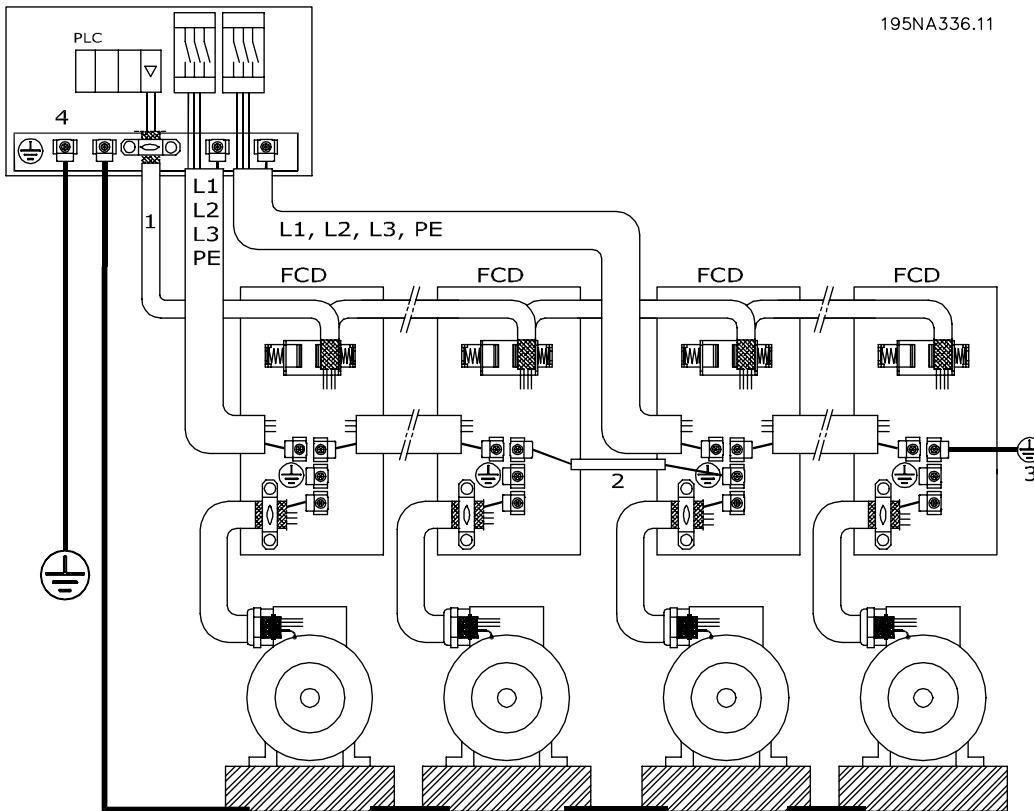 195NA336.11
PLC
4
1
L1
L2
L3
PE
L1, L2, L3, PE
FCD
FCD
FCD
FCD
2
3